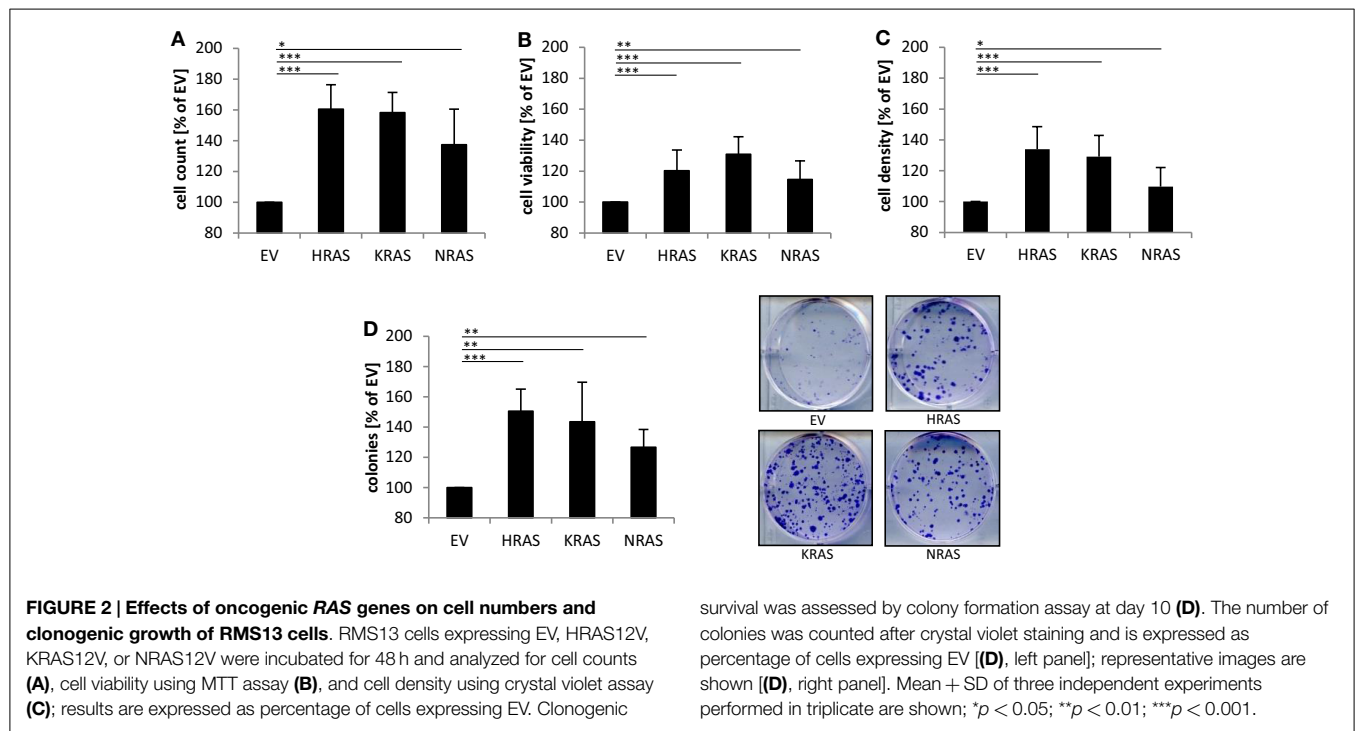 A
200
180
160
140
120
100
80
cell count [% of EV]
*
***
***
EV HRAS KRAS NRAS
B
200
180
160
140
120
100
80
cell viability [% of EV]
**
***
***
EV HRAS KRAS NRAS
C
200
180
160
140
120
100
80
cell density [% of EV]
*
***
***
EV HRAS KRAS NRAS
D
200
180
160
140
120
100
80
colonies [% of EV]
**
**
***
EV HRAS KRAS NRAS
EV HRAS
KRAS NRAS
FIGURE 2 | Effects of oncogenic RAS genes on cell numbers and
clonogenic growth of RMS13 cells. RMS13 cells expressing EV, HRAS12V,
KRAS12V, or NRAS12V were incubated for 48 h and analyzed for cell counts
(A), cell viability using MTT assay (B), and cell density using crystal violet assay
(C); results are expressed as percentage of cells expressing EV. Clonogenic
survival was assessed by colony formation assay at day 10 (D). The number of
colonies was counted after crystal violet staining and is expressed as
percentage of cells expressing EV [(D), left panel]; representative images are
shown [(D), right panel]. Mean + SD of three independent experiments
performed in triplicate are shown; *p < 0.05; **p < 0.01; ***p < 0.001.